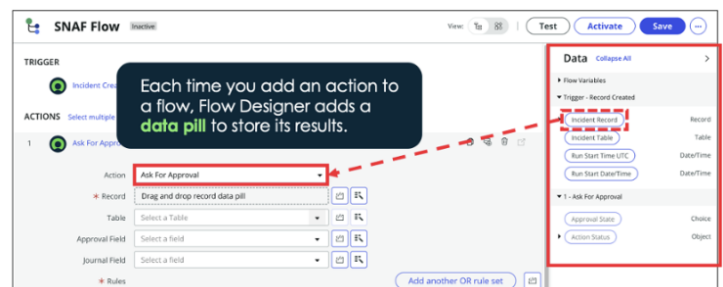 SNAF Flow Inactive View: Test Activate Save
TRIGGER
Incident Crea
ACTIONS Select multiple
1 Ask For Approv
Each time you add an action to
a flow, Flow Designer adds a
data pill to store its results.
Action Ask For Approval
* Record Drag and drop record data pill
Table Select a Table
Approval Field Select a field
Journal Field Select a field
* Rules Add another OR rule set
Data Collapse All
Flow Variables
Trigger - Record Created
Incident Record Record
Incident Table Table
Run Start Time UTC Date/Time
Run Start Date/Time Date/Time
1 - Ask For Approval
Approval State Choice
Action Status Object